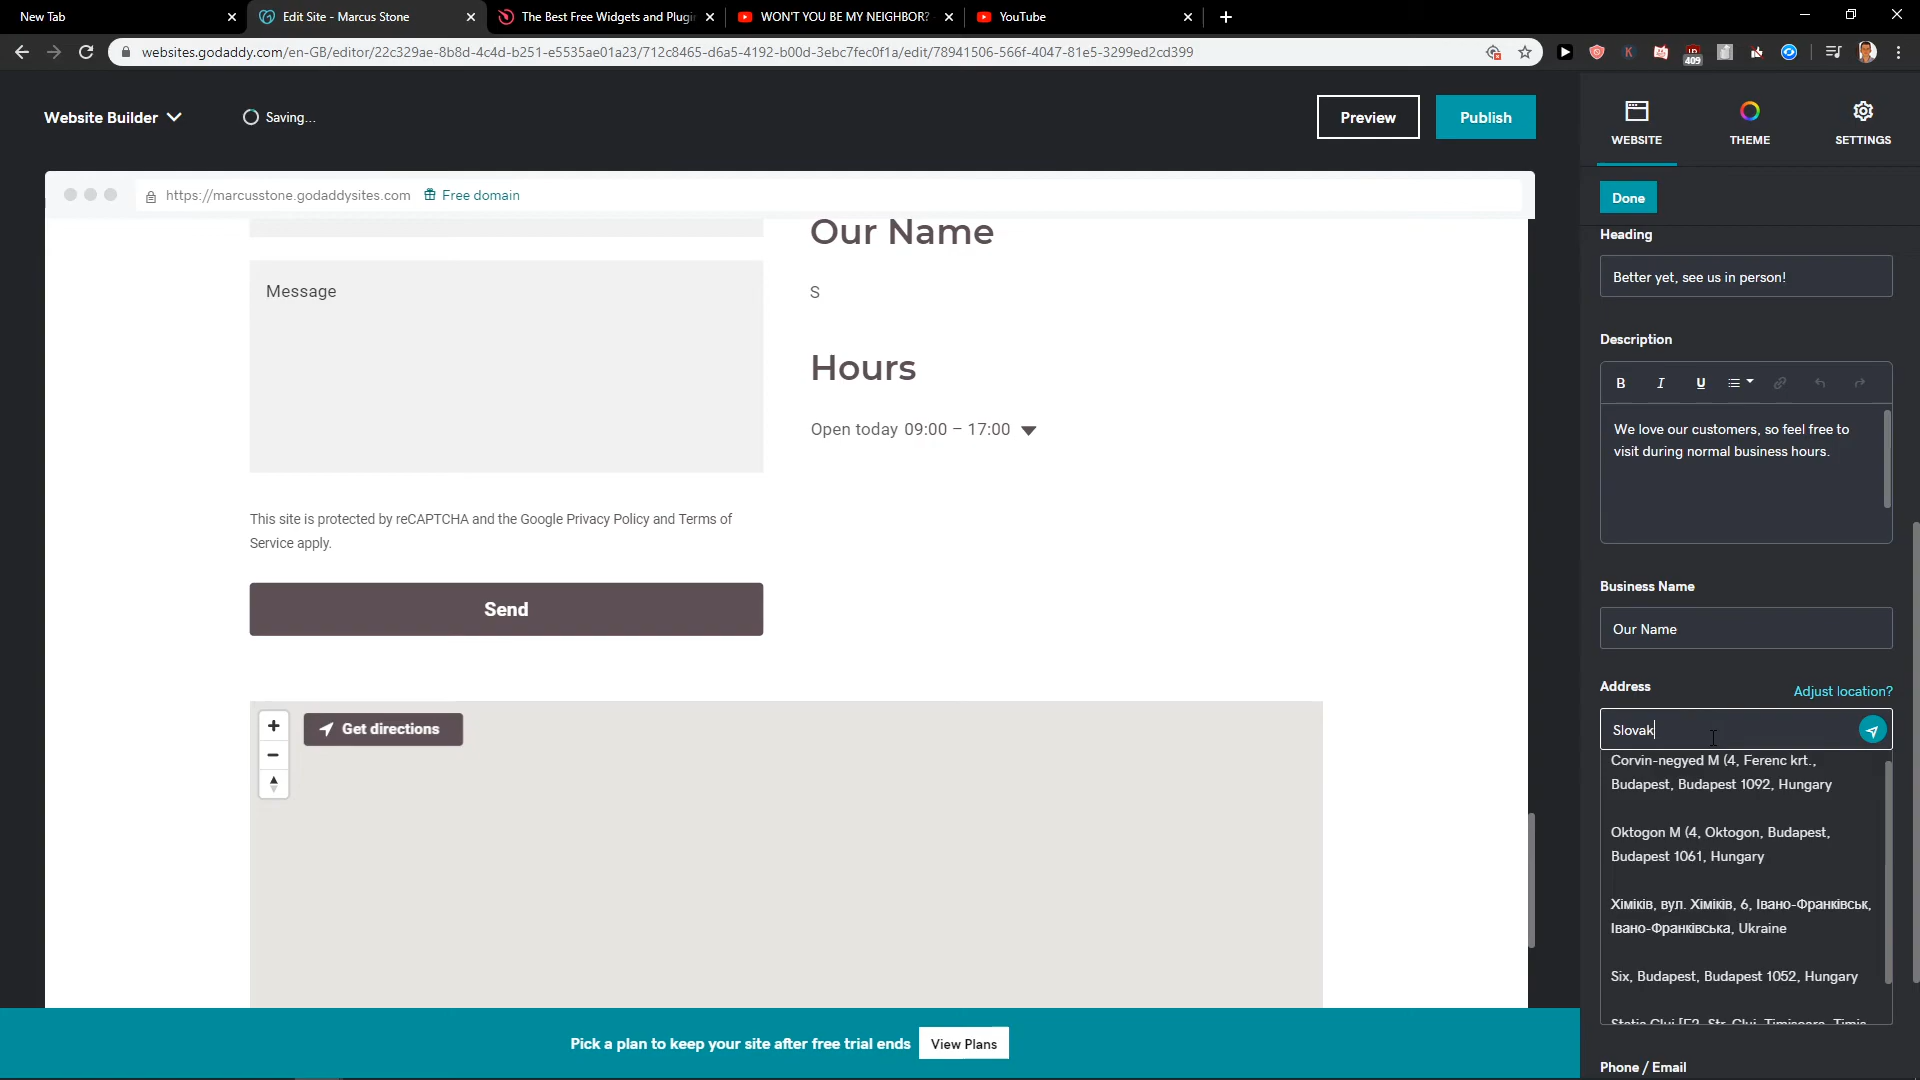 New Tab
Edit Site - Marcus Stone
The Best Free Widgets and Plugi
WON'T YOU BE MY NEIGHBOR?
YouTube
websites.godaddy.com/en-GB/editor/22c329ae-8b8d-4c4d-b251-e5535ae01a23/712c8465-d6a5-4192-b00d-3ebc7fec0f1a/edit/78941506-566f-4047-81e5-3299ed2cd399
409
Website Builder
Saving...
Preview
Publish
WEBSITE
THEME
SETTINGS
https://marcusstone.godaddysites.com
Free domain
Done
Our Name
Message
S
Hours
Open today 09:00 – 17:00
This site is protected by reCAPTCHA and the Google Privacy Policy and Terms of
Service apply.
Send
Get directions
Heading
Better yet, see us in person!
Description
B I U
We love our customers, so feel free to
visit during normal business hours.
Business Name
Our Name
Address
Adjust location?
Slovak
Corvin-negyed M (4, Ferenc krt.,
Budapest, Budapest 1092, Hungary
Oktogon M (4, Oktogon, Budapest,
Budapest 1061, Hungary
Хіміків, вул. Хіміків, 6, Івано-Франківськ,
Івано-Франківська, Ukraine
Six, Budapest, Budapest 1052, Hungary
Phone / Email
Pick a plan to keep your site after free trial ends
View Plans